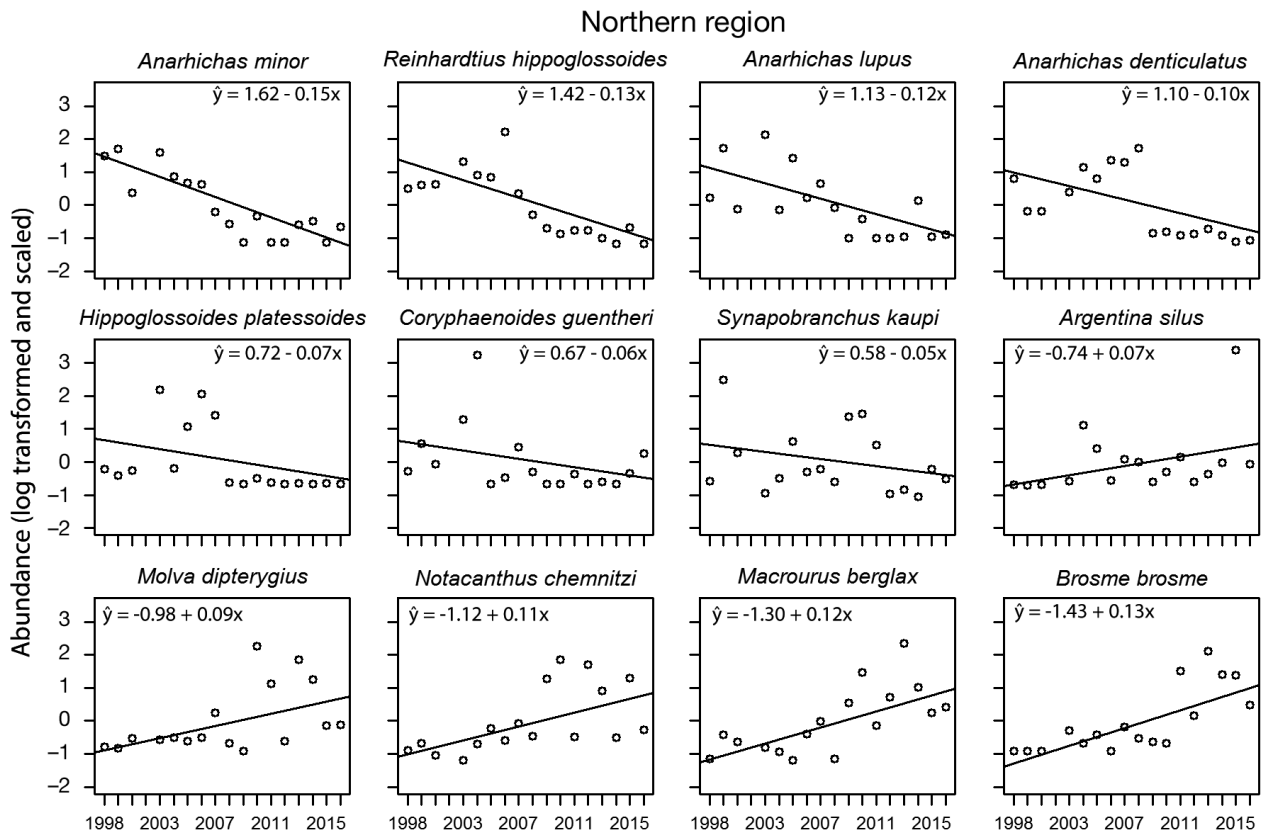 Northern region
Anarhichas minor
Reinhardtius hippoglossoides
Anarhichas lupus
Anarhichas denticulatus
ŷ = 1.62 - 0.15x
ŷ = 1.42 - 0.13x
ŷ = 1.13 - 0.12x
ŷ = 1.10 - 0.10x
3
2
1
0
−1
−2
Hippoglossoides platessoides
Coryphaenoides guentheri
Synapobranchus kaupi
Argentina silus
ŷ = 0.72 - 0.07x
ŷ = 0.67 - 0.06x
ŷ = 0.58 - 0.05x
ŷ = -0.74 + 0.07x
3
2
1
0
−1
−2
Abundance (log transformed and scaled)
Molva dipterygius
Notacanthus chemnitzi
Macrourus berglax
Brosme brosme
ŷ = -0.98 + 0.09x
ŷ = -1.12 + 0.11x
ŷ = -1.30 + 0.12x
ŷ = -1.43 + 0.13x
3
2
1
0
−1
−2
1998 2003 2007 2011 2015
1998 2003 2007 2011 2015
1998 2003 2007 2011 2015
1998 2003 2007 2011 2015